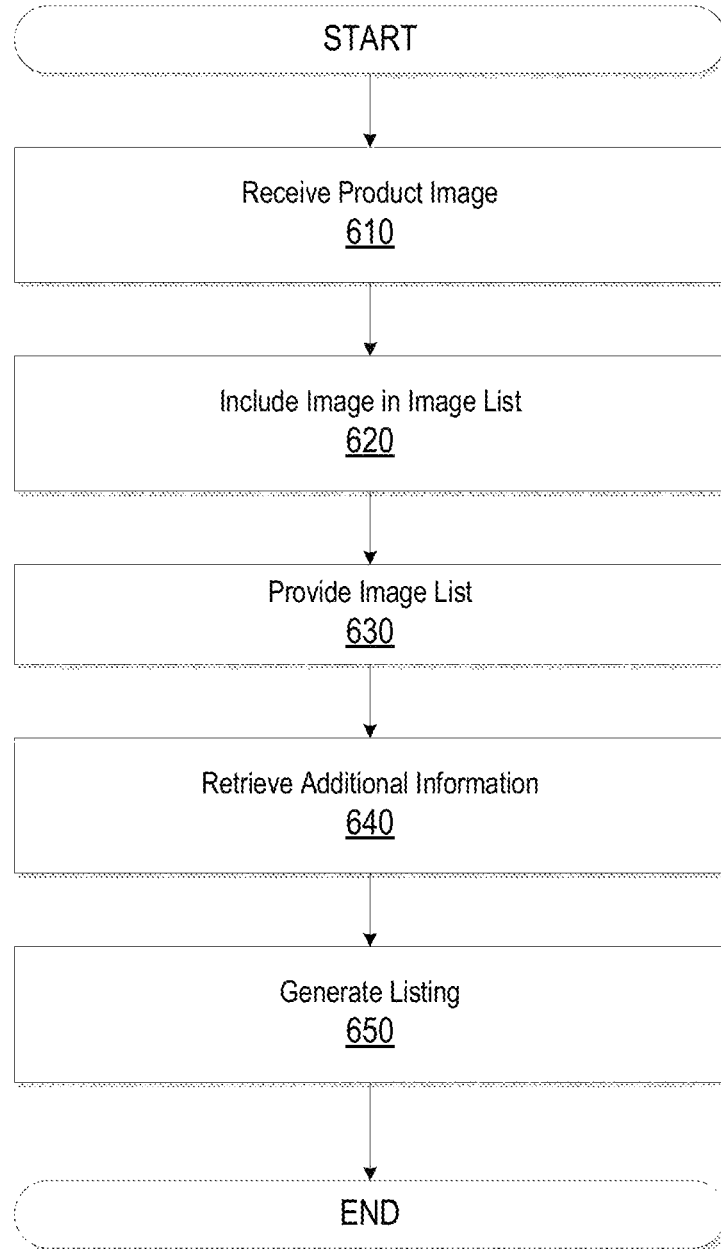 START
Receive Product Image
610
Include Image in Image List
620
Provide Image List
630
Retrieve Additional Information
640
Generate Listing
650
END